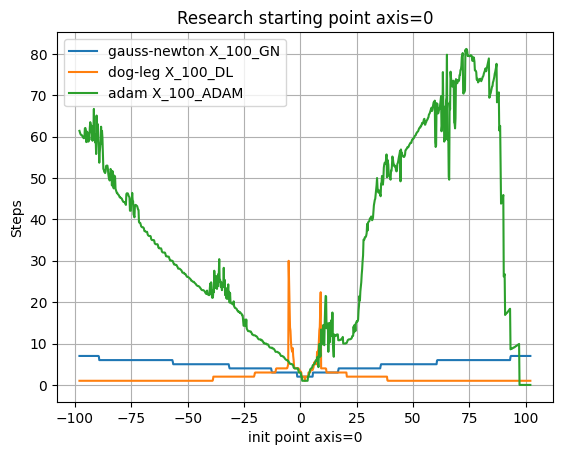 Research starting point axis=0
gauss-newton X_100_GN
dog-leg X_100_DL
adam X_100_ADAM
Steps
80
70
60
50
40
30
20
10
0
−100 −75 −50 −25 0 25 50 75 100
init point axis=0